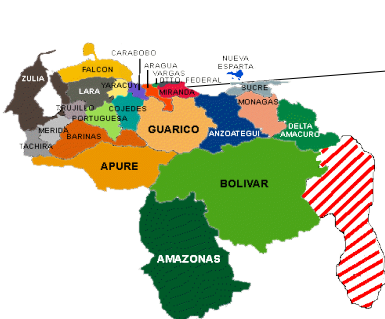 CARABOBO
ARAGUA
VARGAS
DTTO. FEDERAL
NUEVA
ESPARTA
FALCON
ZULIA
LARA
YARACUY
MIRANDA
SUCRE
TRUJILLO
COJEDES
MONAGAS
PORTUGUESA
MERIDA
BARINAS
GUARICO
ANZOATEGUI
DELTA
AMACURO
TACHIRA
APURE
BOLIVAR
AMAZONAS